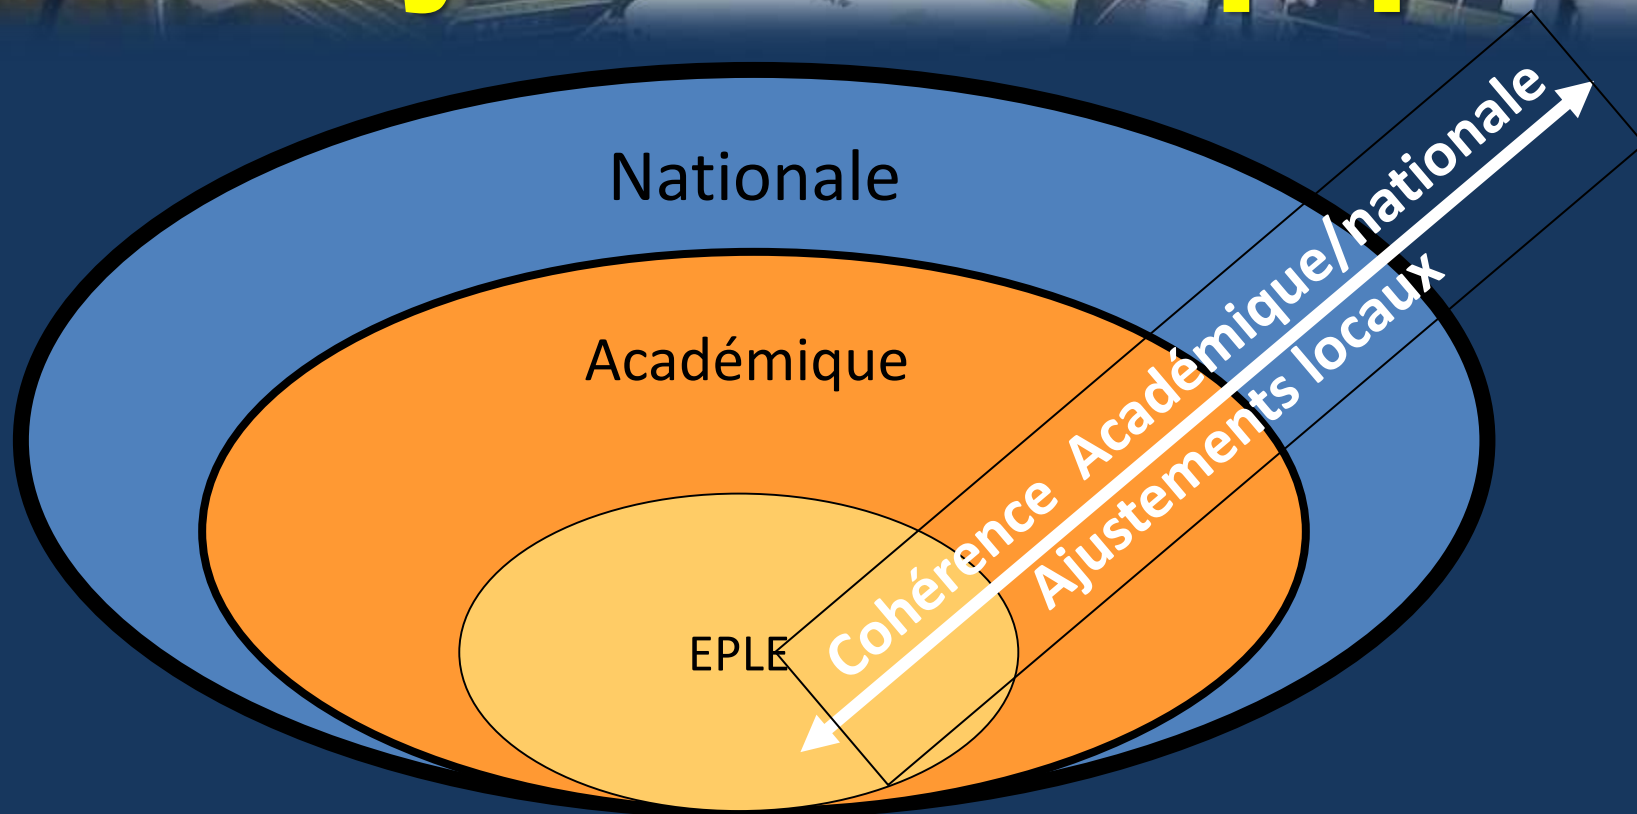 Nationale
Académique
EPLE
Cohérence Académique/nationale
Ajustements locaux